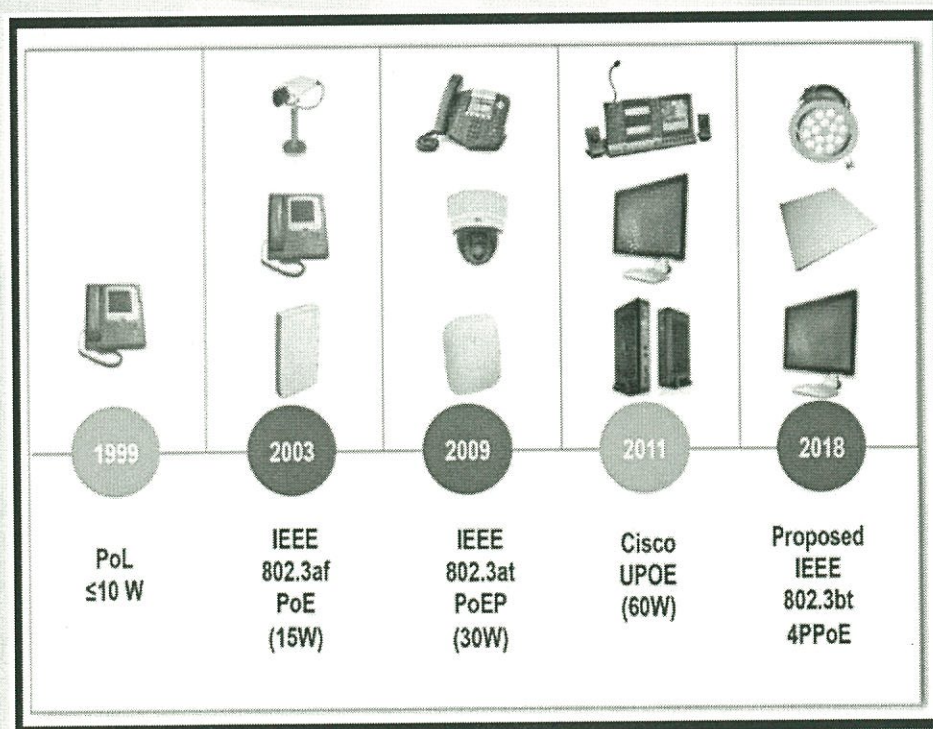 1999
2003
2009
2011
2018
PoL
≤10 W
IEEE
802.3af
PoE
(15W)
IEEE
802.3at
PoEP
(30W)
Cisco
UPOE
(60W)
Proposed
IEEE
802.3bt
4PPoE